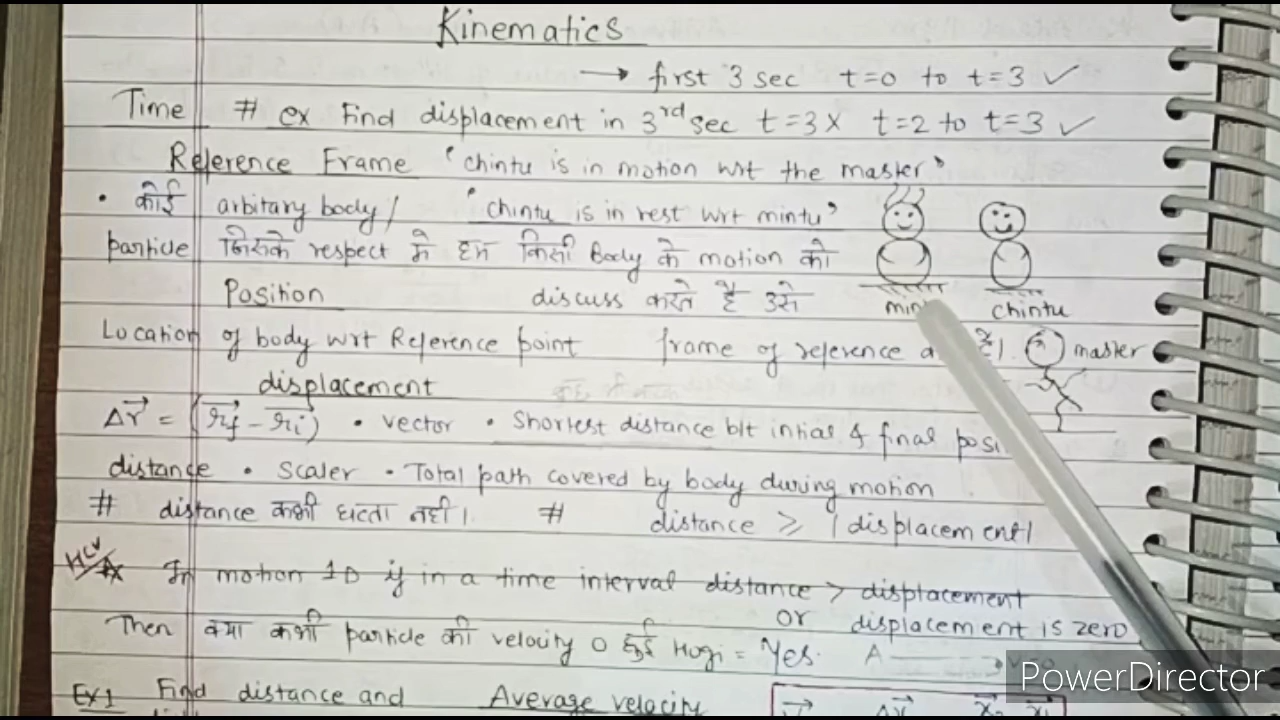 Kinematics
→ first 3 sec t=0 to t=3 ✓
Time # ex Find displacement in 3rd sec t=3 × t=2 to t=3 ✓
Reference Frame 'chintu is in motion wrt the master'
• कोई arbitary body / 'chintu is in rest wrt mintu'
particle जिसके respect मे हम किसी Body के motion को
Position discuss करते है उसे
mint chintu
Location of body wrt Reference point frame of reference master
displacement
Δr⃗ = (r⃗f - r⃗i) • vector • Shortest distance b/t intial & final posi
distance • scaler • Total path covered by body during motion
# distance कभी घटता नही। # distance ≥ |displacement|
HCV In motion 1D if in a time interval distance > displacement
or displacement is zero
Then क्या कभी particle की velocity 0 हुई Hogi = Yes. A
Ex 1 Find distance and Average velocity
PowerDirector